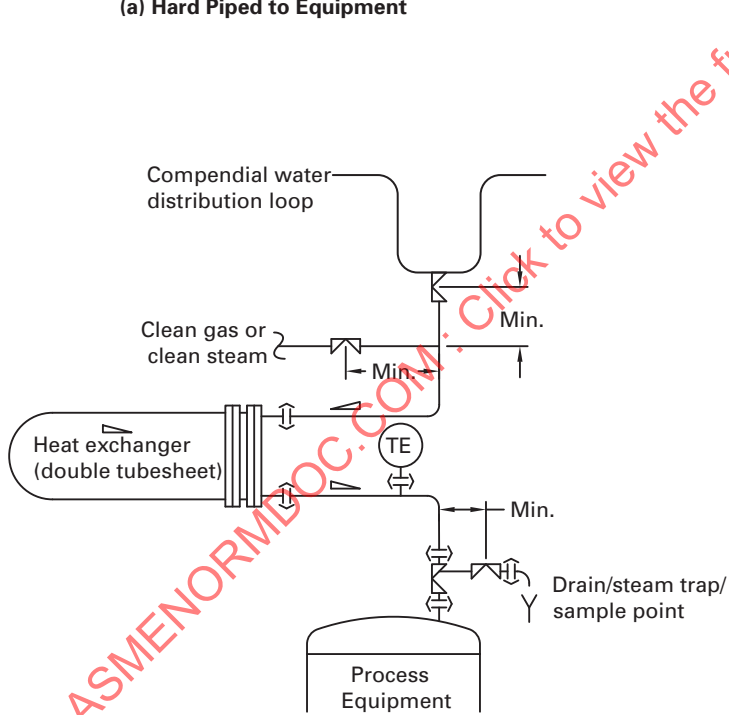 (a) Hard Piped to Equipment
Compendial water
distribution loop
Min.
Clean gas or
clean steam
Min.
Heat exchanger
(double tubesheet)
TE
Min.
Drain/steam trap/
sample point
Process
Equipment
ASMENORMDOC.COM : Click to view the f